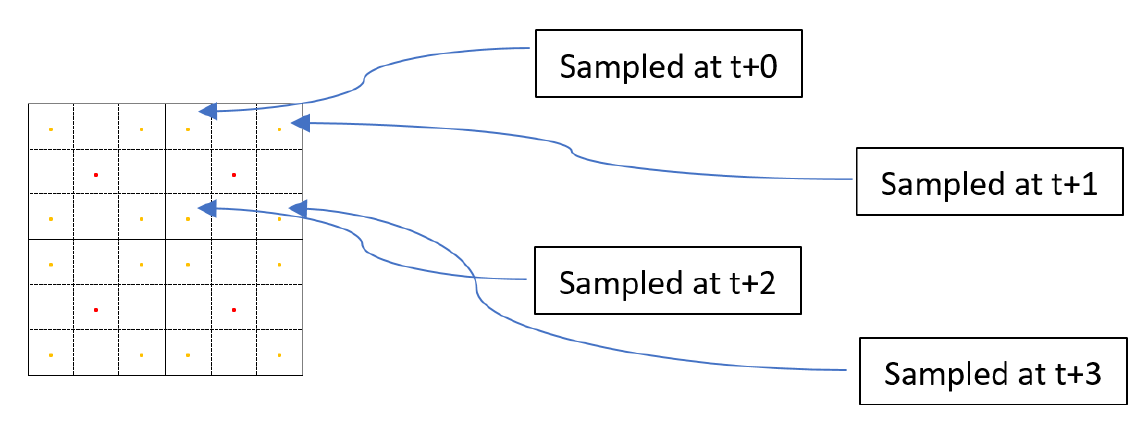 Sampled at t+0
Sampled at t+1
Sampled at t+2
Sampled at t+3